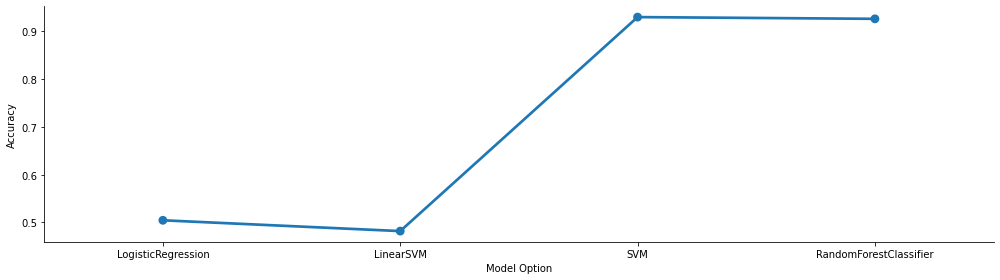 0.9
0.8
0.7
0.6
0.5
Accuracy
LogisticRegression
LinearSVM
SVM
RandomForestClassifier
Model Option